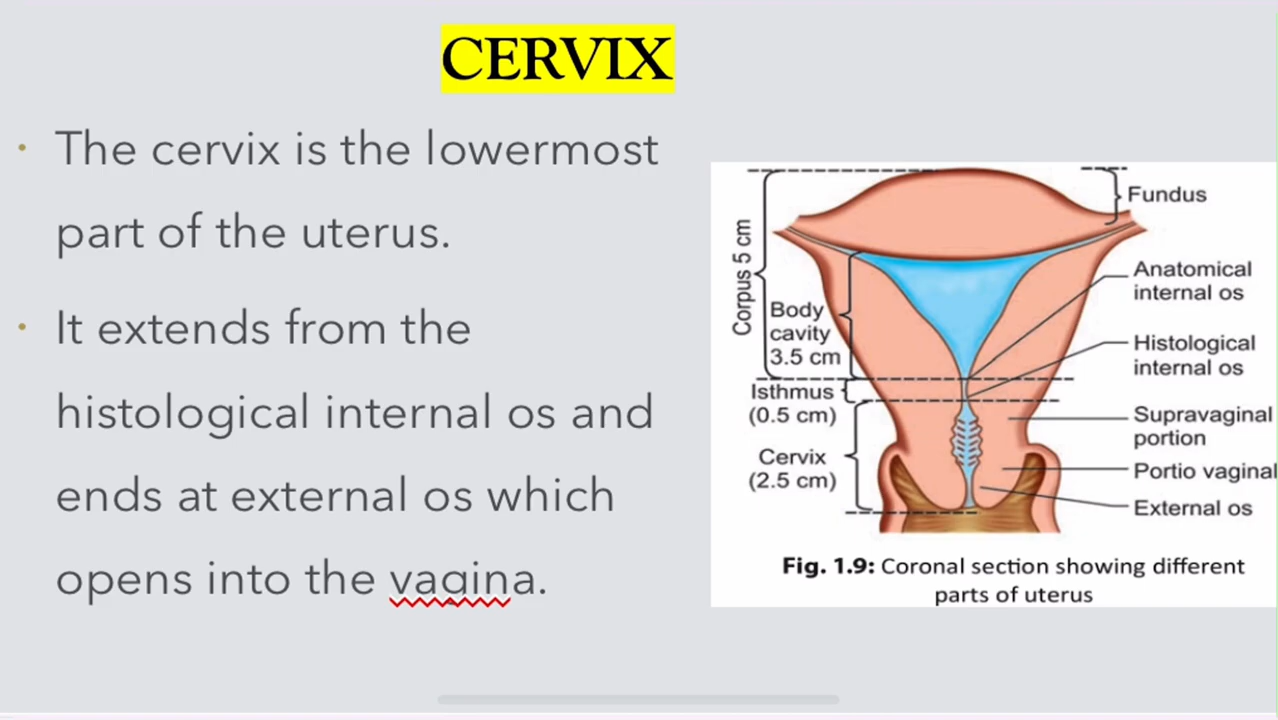 CERVIX
• The cervix is the lowermost
part of the uterus.
• It extends from the
histological internal os and
ends at external os which
opens into the vagina.
Corpus 5 cm
Body
cavity
3.5 cm
Isthmus
(0.5 cm)
Cervix
(2.5 cm)
Fundus
Anatomical
internal os
Histological
internal os
Supravaginal
portion
Portio vaginal
External os
Fig. 1.9: Coronal section showing different
parts of uterus